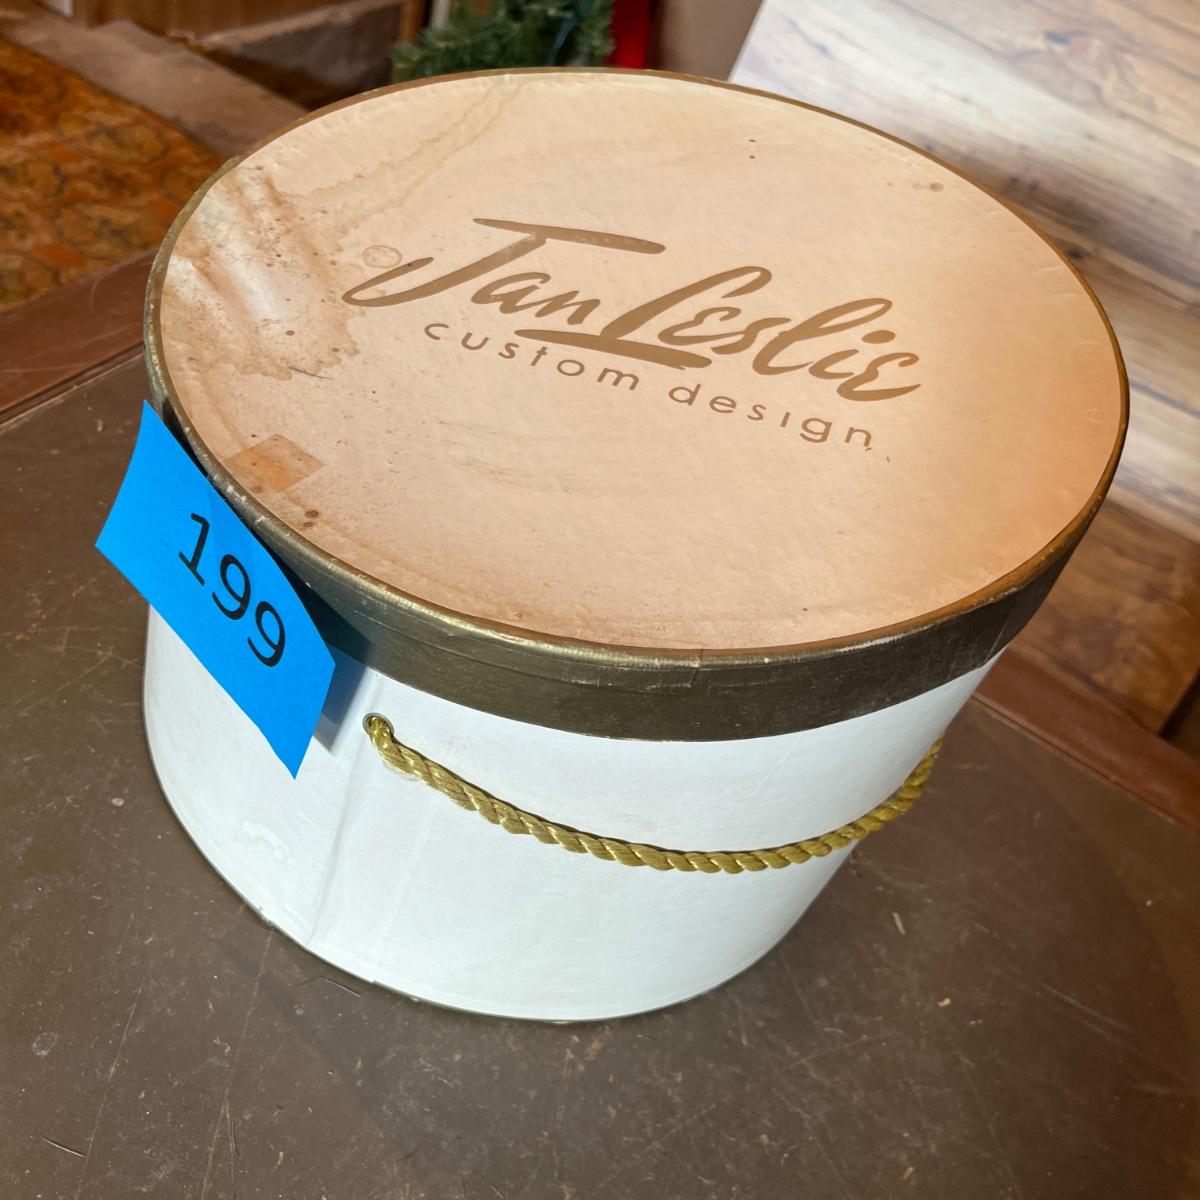 Jan Leslie
custom design
199